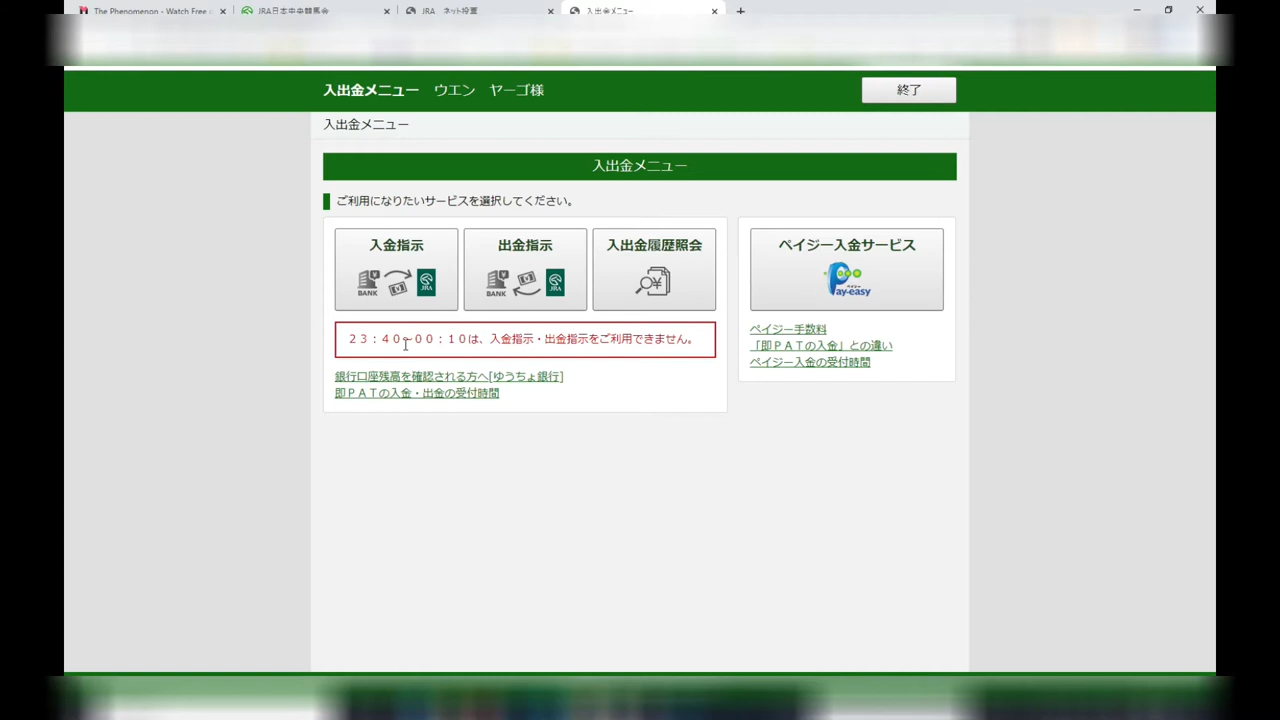 The Phenomenon - Watch Free
JRA日本中央競馬会
JRA ネット投票
入出金メニュー
入出金メニュー ウエン ヤーゴ様
終了
入出金メニュー
入出金メニュー
ご利用になりたいサービスを選択してください。
入金指示
BANK
JRA
出金指示
BANK
JRA
入出金履歴照会
ペイジー入金サービス
Pay-easy
２３：４０～００：１０は、入金指示・出金指示をご利用できません。
銀行口座残高を確認される方へ[ゆうちょ銀行]
即ＰＡＴの入金・出金の受付時間
ペイジー手数料
「即ＰＡＴの入金」との違い
ペイジー入金の受付時間